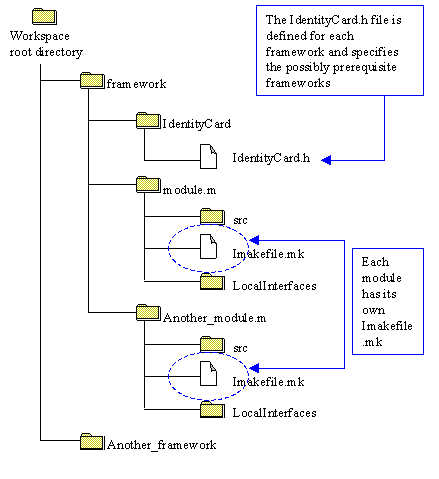 Workspace
root directory
The IdentityCard.h file is
defined for each
framework and specifies
the possibly prerequisite
frameworks
framework
IdentityCard
IdentityCard.h
module.m
src
Imakefile.mk
LocalInterfaces
Each
module
has its
own
Imakefile
.mk
Another_module.m
src
Imakefile.mk
LocalInterfaces
Another_framework